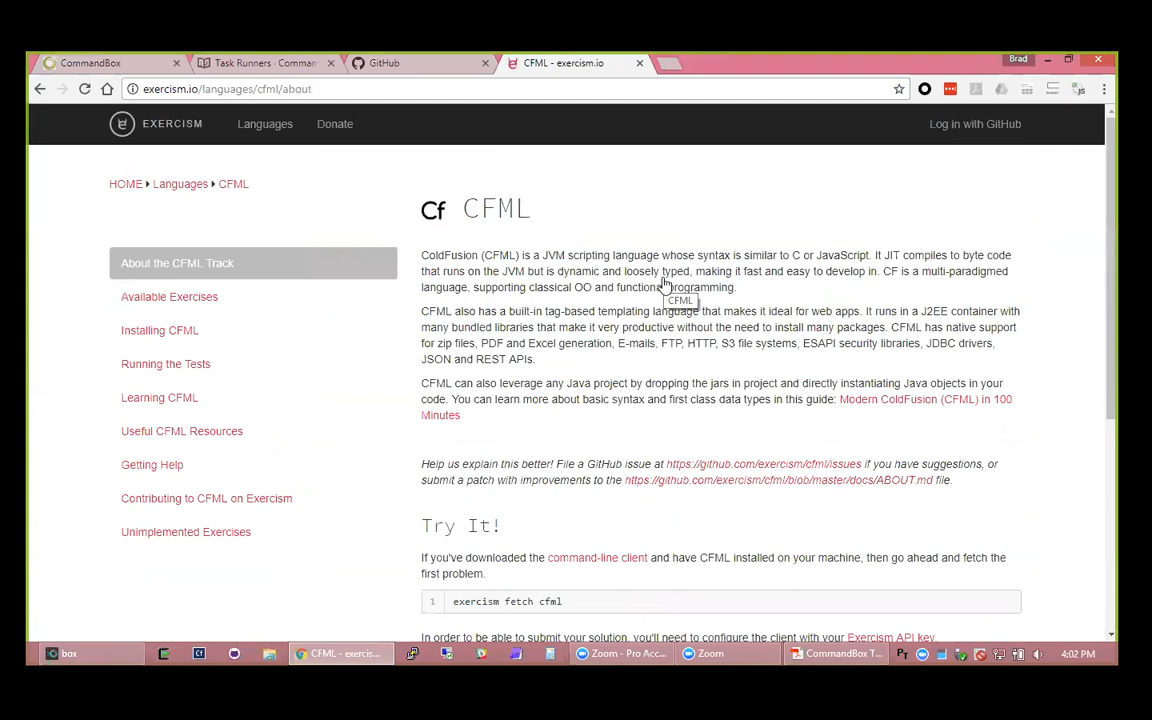 CommandBox
Task Runners · Comman
GitHub
CFML - exercism.io
Brad
exercism.io/languages/cfml/about
EXERCISM
Languages
Donate
Log in with GitHub
HOME
Languages
CFML
Cf CFML
About the CFML Track
Available Exercises
Installing CFML
Running the Tests
Learning CFML
Useful CFML Resources
Getting Help
Contributing to CFML on Exercism
Unimplemented Exercises
ColdFusion (CFML) is a JVM scripting language whose syntax is similar to C or JavaScript. It JIT compiles to byte code
that runs on the JVM but is dynamic and loosely typed, making it fast and easy to develop in. CF is a multi-paradigmed
language, supporting classical OO and functional programming.
CFML
CFML also has a built-in tag-based templating language that makes it ideal for web apps. It runs in a J2EE container with
many bundled libraries that make it very productive without the need to install many packages. CFML has native support
for zip files, PDF and Excel generation, E-mails, FTP, HTTP, S3 file systems, ESAPI security libraries, JDBC drivers,
JSON and REST APIs.
CFML can also leverage any Java project by dropping the jars in project and directly instantiating Java objects in your
code. You can learn more about basic syntax and first class data types in this guide: Modern ColdFusion (CFML) in 100
Minutes
Help us explain this better! File a GitHub issue at https://github.com/exercism/cfml/issues if you have suggestions, or
submit a patch with improvements to the https://github.com/exercism/cfml/blob/master/docs/ABOUT.md file.
Try It!
If you've downloaded the command-line client and have CFML installed on your machine, then go ahead and fetch the
first problem.
1 exercism fetch cfml
In order to be able to submit your solution, you'll need to configure the client with your Exercism API key.
box
Cf
CFML - exercis...
Zoom - Pro Acc...
Zoom
CommandBox T...
4:02 PM